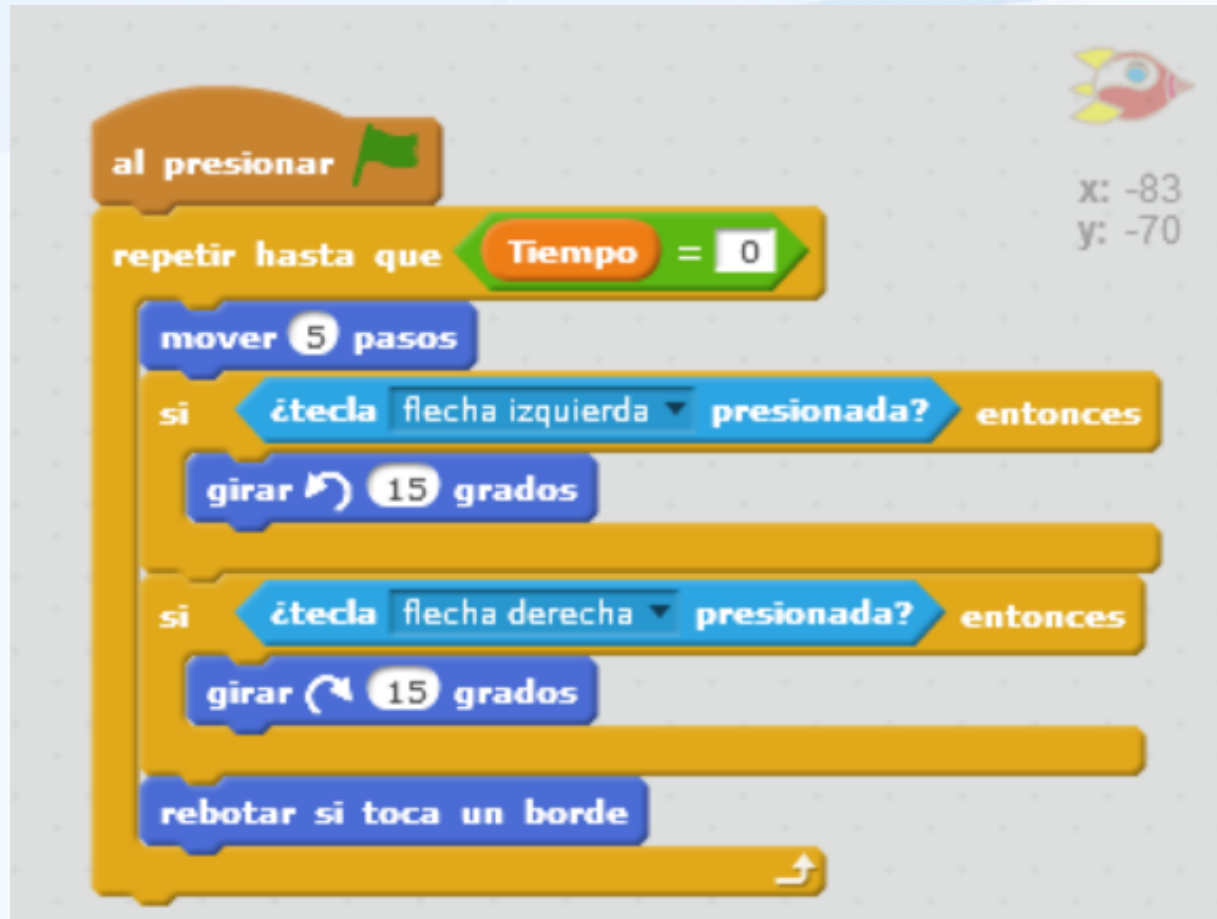 al presionar
x: -83
y: -70
repetir hasta que Tiempo = 0
mover 5 pasos
si ¿tecla flecha izquierda presionada? entonces
girar 15 grados
si ¿tecla flecha derecha presionada? entonces
girar 15 grados
rebotar si toca un borde